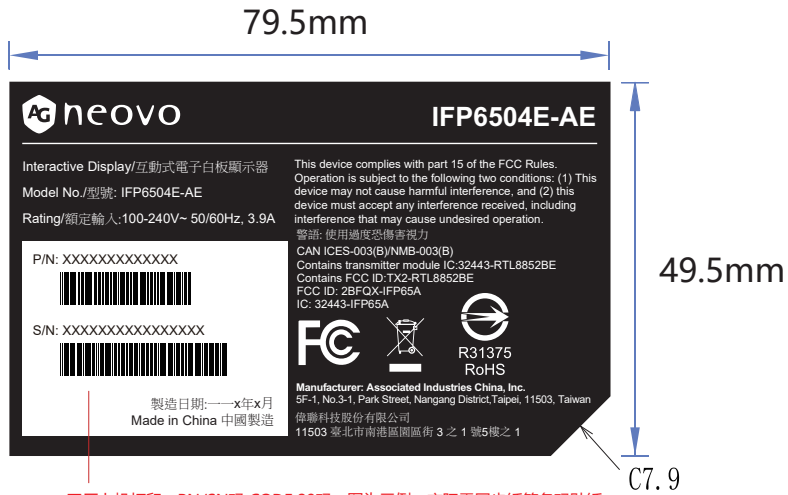 79.5mm
AG neovo
IFP6504E-AE
Interactive Display/互動式電子白板顯示器
Model No./型號: IFP6504E-AE
Rating/額定輸入:100-240V~ 50/60Hz, 3.9A
P/N: XXXXXXXXXXXXX
S/N: XXXXXXXXXXXXXXXX
製造日期:一一x年x月
Made in China 中國製造
This device complies with part 15 of the FCC Rules.
Operation is subject to the following two conditions: (1) This
device may not cause harmful interference, and (2) this
device must accept any interference received, including
interference that may cause undesired operation.
警語: 使用過度恐傷害視力
CAN ICES-003(B)/NMB-003(B)
Contains transmitter module IC:32443-RTL8852BE
Contains FCC ID:TX2-RTL8852BE
FCC ID: 2BFQX-IFP65A
IC: 32443-IFP65A
FC
R31375
RoHS
Manufacturer: Associated Industries China, Inc.
5F-1, No.3-1, Park Street, Nangang District,Taipei, 11503, Taiwan
偉聯科技股份有限公司
11503 臺北市南港區園區街 3 之 1 號5樓之 1
49.5mm
C7.9